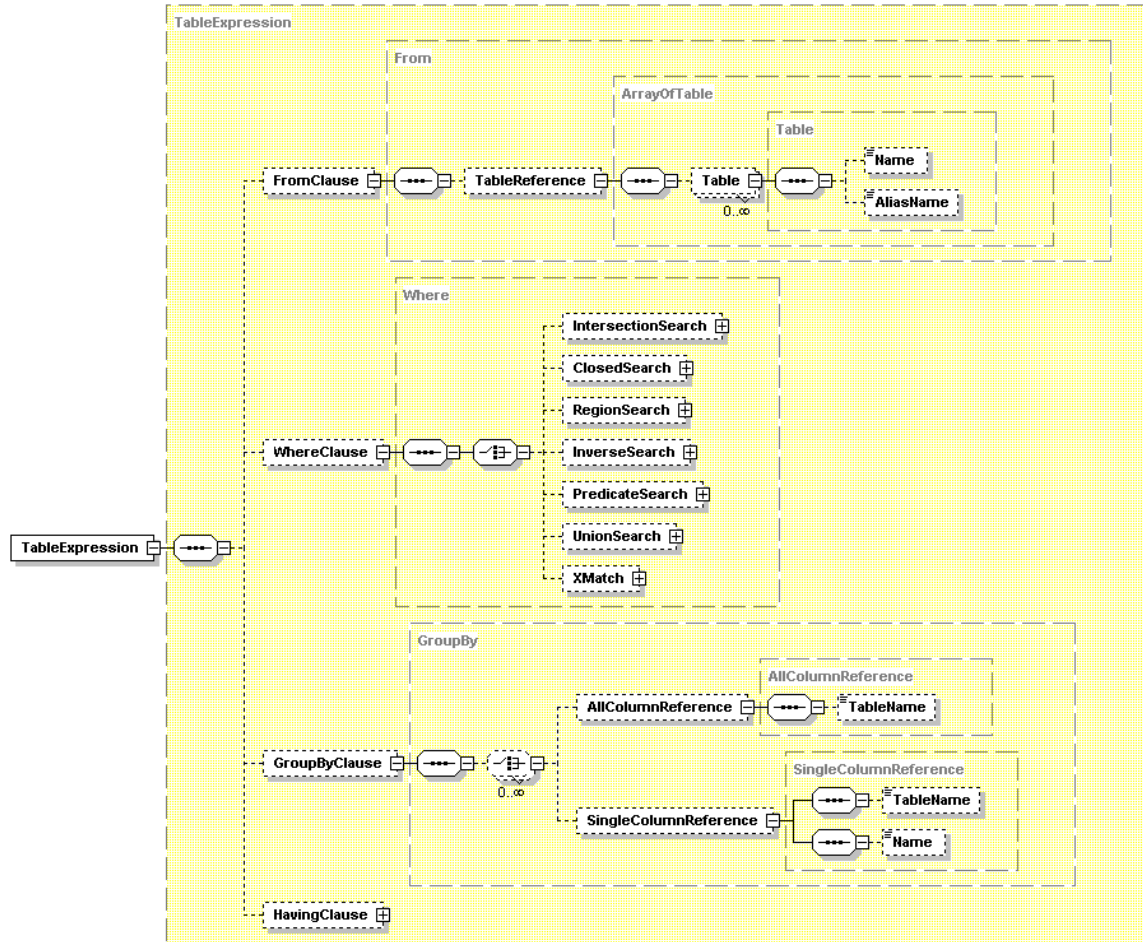 TableExpression
From
ArrayOfTable
Table
Name
FromClause
TableReference
Table
AliasName
0..∞
Where
IntersectionSearch
ClosedSearch
RegionSearch
WhereClause
InverseSearch
PredicateSearch
UnionSearch
TableExpression
XMatch
GroupBy
AllColumnReference
AllColumnReference
TableName
GroupByClause
0..∞
SingleColumnReference
TableName
SingleColumnReference
Name
HavingClause